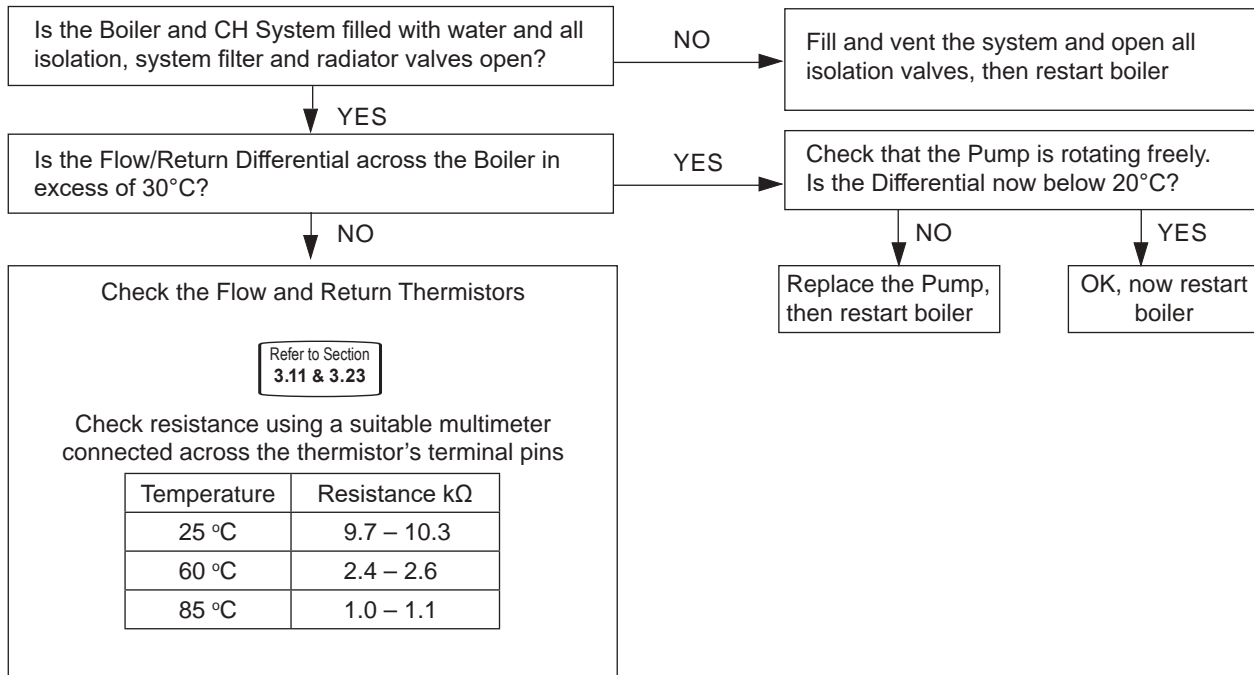 Is the Boiler and CH System filled with water and all
isolation, system filter and radiator valves open?
NO
Fill and vent the system and open all
isolation valves, then restart boiler
YES
Is the Flow/Return Differential across the Boiler in
excess of 30°C?
YES
Check that the Pump is rotating freely.
Is the Differential now below 20°C?
NO
NO
YES
Replace the Pump,
then restart boiler
OK, now restart
boiler
Check the Flow and Return Thermistors
Refer to Section
3.11 & 3.23
Check resistance using a suitable multimeter
connected across the thermistor's terminal pins
Temperature Resistance kΩ
25 °C 9.7 – 10.3
60 °C 2.4 – 2.6
85 °C 1.0 – 1.1